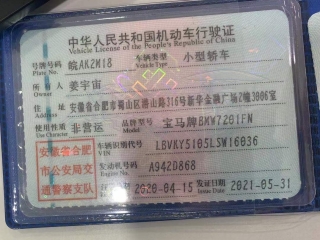 中华人民共和国机动车行驶证
Vehicle License of the People's Republic of China
号牌号码 皖AK2M18 车辆类型 小型轿车
Plate No. Vehicle Type
所有人 姜宇宙
Owner
住址 安徽省合肥市蜀山区潜山路316号新华金融广场2幢3006室
Address
使用性质 非营运 品牌型号 宝马牌BMW7201FN
Use Character Model
安徽省合肥 车辆识别代号 LBVKY5105LSW16036
VIN
市公安局交 发动机号码 A942D868
Engine No.
通警察支队 注册日期 2020-04-15 发证日期 2021-05-31
Register Date Issue Date